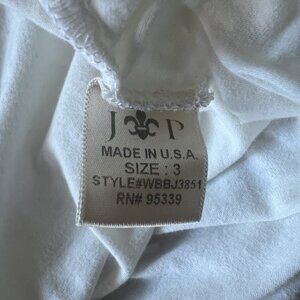 J P
MADE IN U.S.A.
SIZE : 3
STYLE#WBBJ3851
RN# 95339